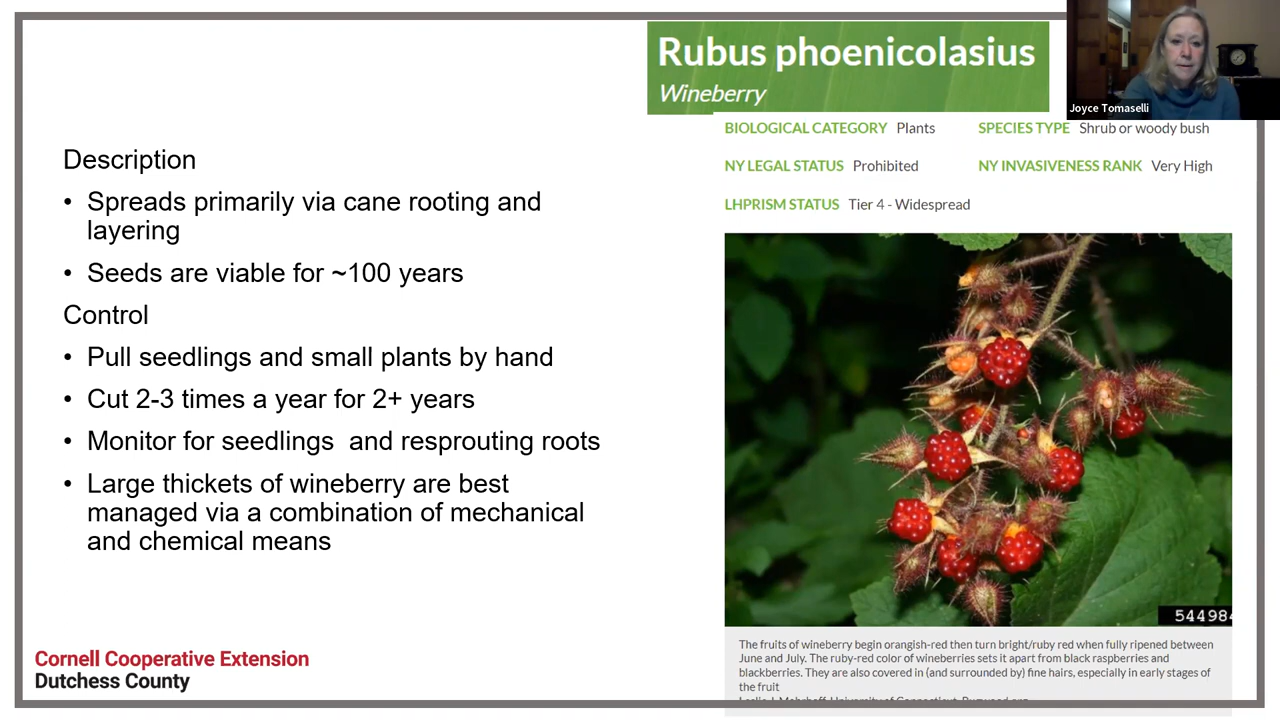 Rubus phoenicolasius
Wineberry
Joyce Tomaselli
BIOLOGICAL CATEGORY Plants
SPECIES TYPE Shrub or woody bush
NY LEGAL STATUS Prohibited
NY INVASIVENESS RANK Very High
LHPRISM STATUS Tier 4 - Widespread
Description
• Spreads primarily via cane rooting and
layering
• Seeds are viable for ~100 years
Control
• Pull seedlings and small plants by hand
• Cut 2-3 times a year for 2+ years
• Monitor for seedlings  and resprouting roots
• Large thickets of wineberry are best
managed via a combination of mechanical
and chemical means
544984
The fruits of wineberry begin orangish-red then turn bright/ruby red when fully ripened between
June and July. The ruby-red color of wineberries sets it apart from black raspberries and
blackberries. They are also covered in (and surrounded by) fine hairs, especially in early stages of
the fruit
Cornell Cooperative Extension
Dutchess County